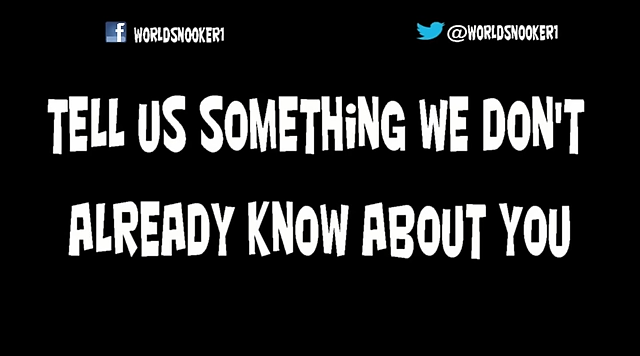 WORLDSNOOKER1 @WORLDSNOOKER1
TELL US SOMETHiNG WE DON'T
ALREADY KNOW ABOUT YOU